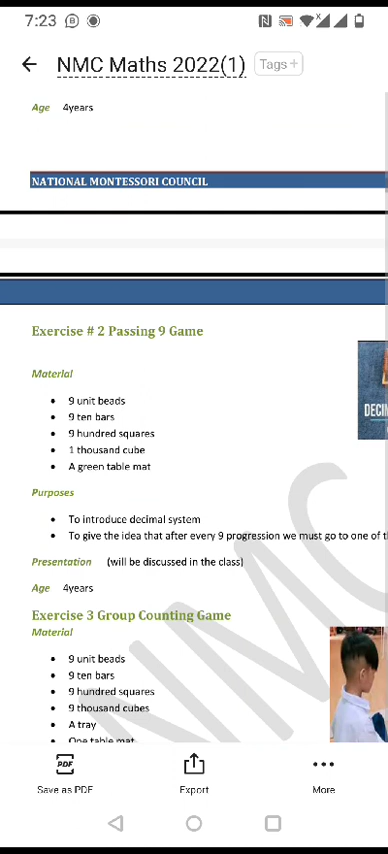 7:23
NMC Maths 2022(1)
Tags +
Age 4years
NATIONAL MONTESSORI COUNCIL
Exercise # 2 Passing 9 Game
Material
• 9 unit beads
• 9 ten bars
• 9 hundred squares
• 1 thousand cube
• A green table mat
DECI
Purposes
• To introduce decimal system
• To give the idea that after every 9 progression we must go to one of t
Presentation (will be discussed in the class)
Age 4years
Exercise 3 Group Counting Game
Material
• 9 unit beads
• 9 ten bars
• 9 hundred squares
• 9 thousand cubes
• A tray
• One table mat
NMC
PDF
Save as PDF
Export
More